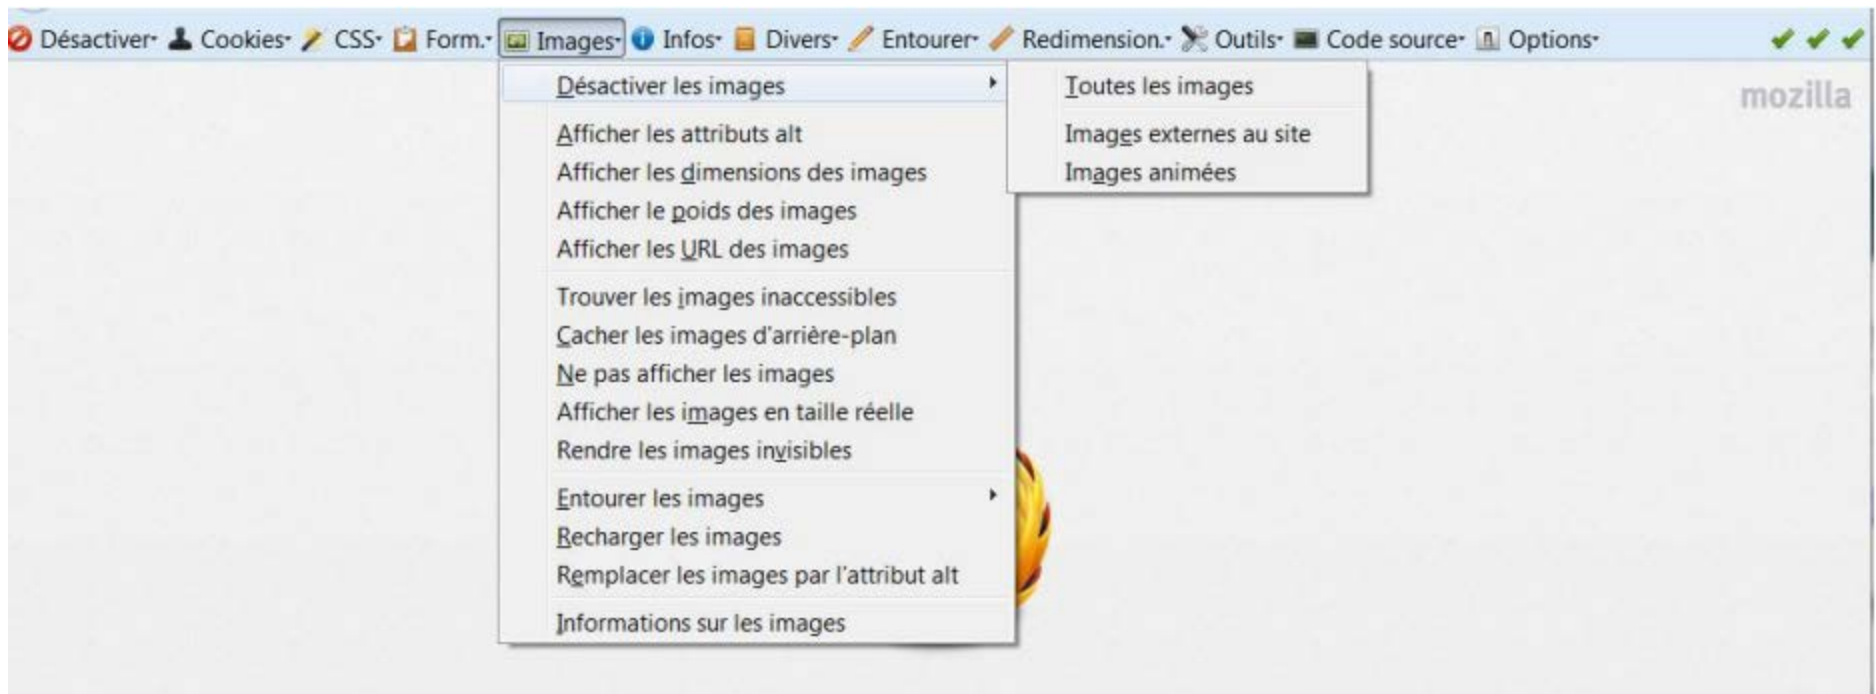 Désactiver Cookies CSS Form. Images Infos Divers Entourer Redimension. Outils Code source Options
Désactiver les images
Afficher les attributs alt
Afficher les dimensions des images
Afficher le poids des images
Afficher les URL des images
Trouver les images inaccessibles
Cacher les images d'arrière-plan
Ne pas afficher les images
Afficher les images en taille réelle
Rendre les images invisibles
Entourer les images
Recharger les images
Remplacer les images par l'attribut alt
Informations sur les images
Toutes les images
Images externes au site
Images animées
mozilla